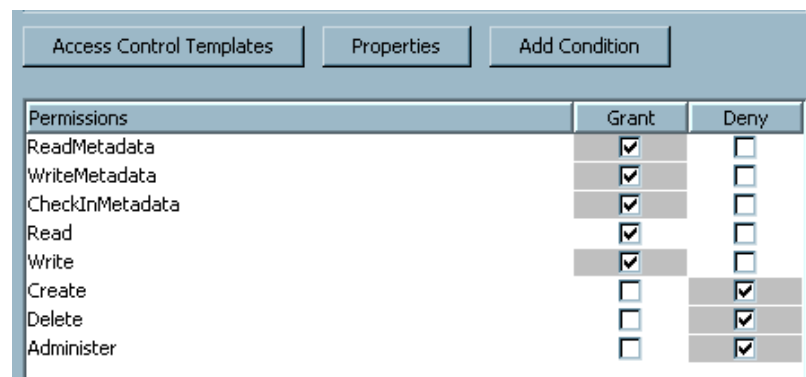 Access Control Templates Properties Add Condition
Permissions Grant Deny
ReadMetadata
WriteMetadata
CheckInMetadata
Read
Write
Create
Delete
Administer